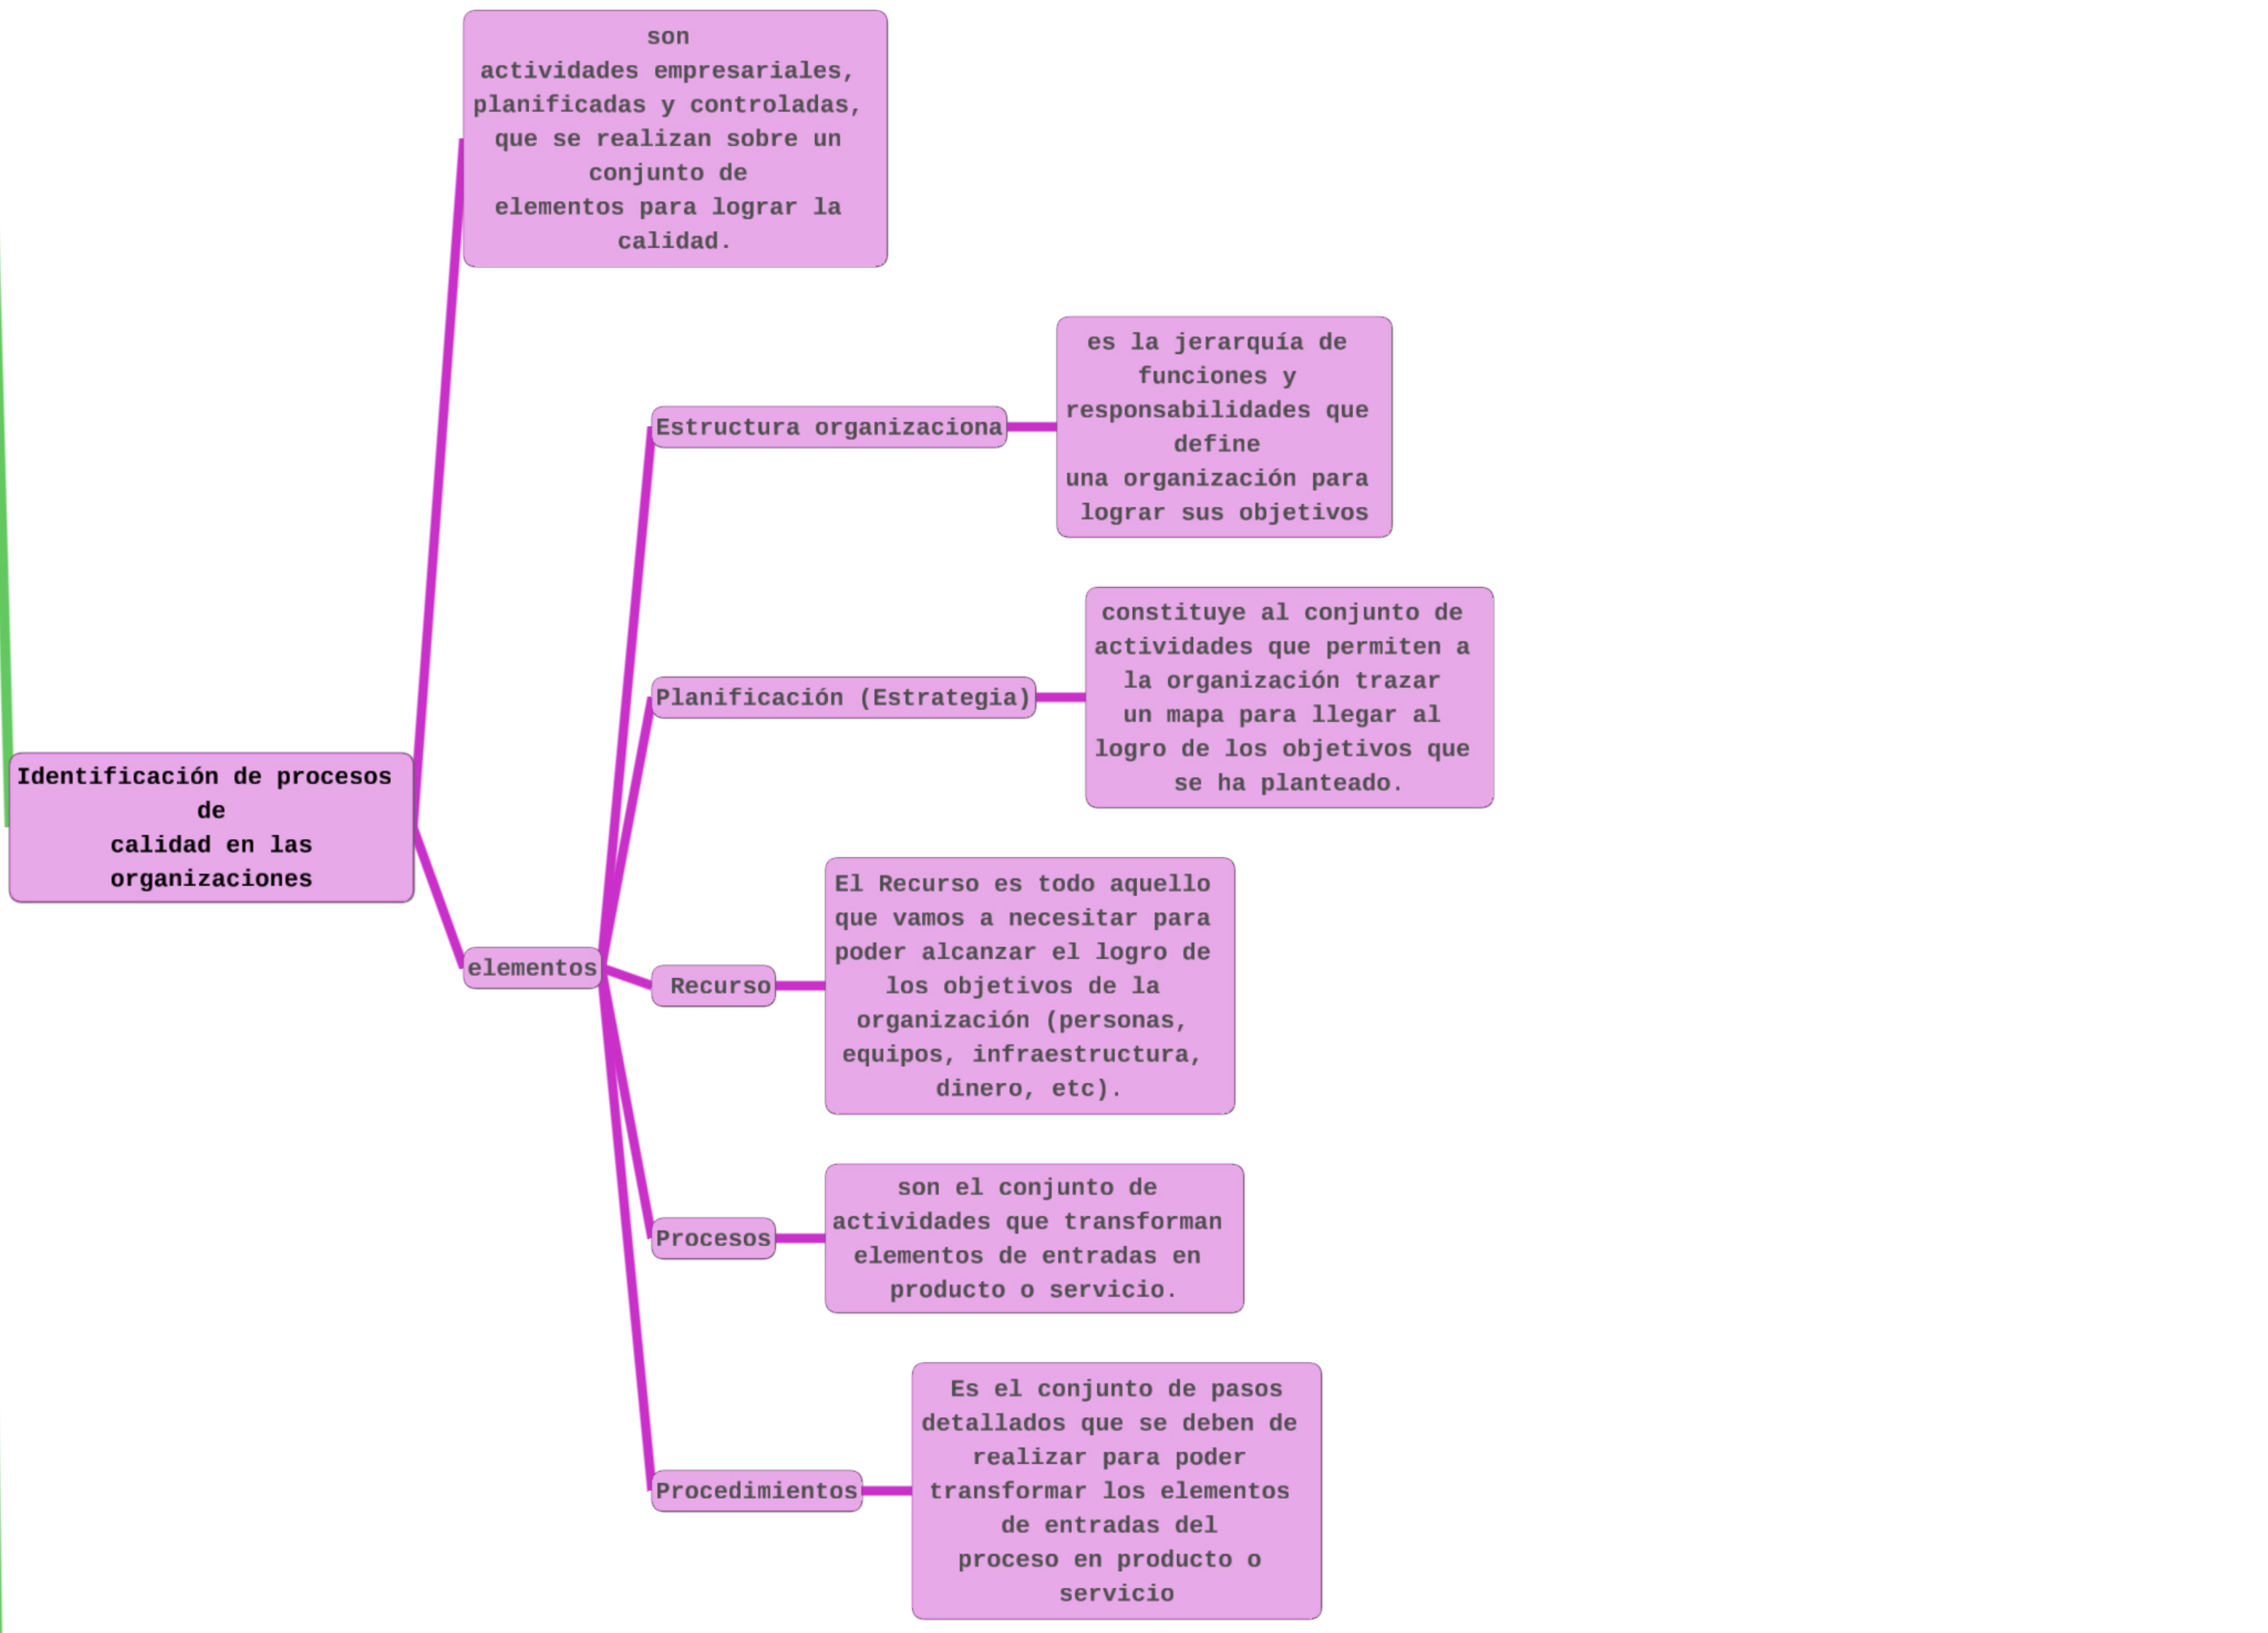 son
actividades empresariales,
planificadas y controladas,
que se realizan sobre un
conjunto de
elementos para lograr la
calidad.
es la jerarquía de
funciones y
responsabilidades que
define
una organización para
lograr sus objetivos
Estructura organizaciona
constituye al conjunto de
actividades que permiten a
la organización trazar
un mapa para llegar al
logro de los objetivos que
se ha planteado.
Planificación (Estrategia)
Identificación de procesos
de
calidad en las
organizaciones
elementos
El Recurso es todo aquello
que vamos a necesitar para
poder alcanzar el logro de
los objetivos de la
organización (personas,
equipos, infraestructura,
dinero, etc).
Recurso
son el conjunto de
actividades que transforman
elementos de entradas en
producto o servicio.
Procesos
Es el conjunto de pasos
detallados que se deben de
realizar para poder
transformar los elementos
de entradas del
proceso en producto o
servicio
Procedimientos